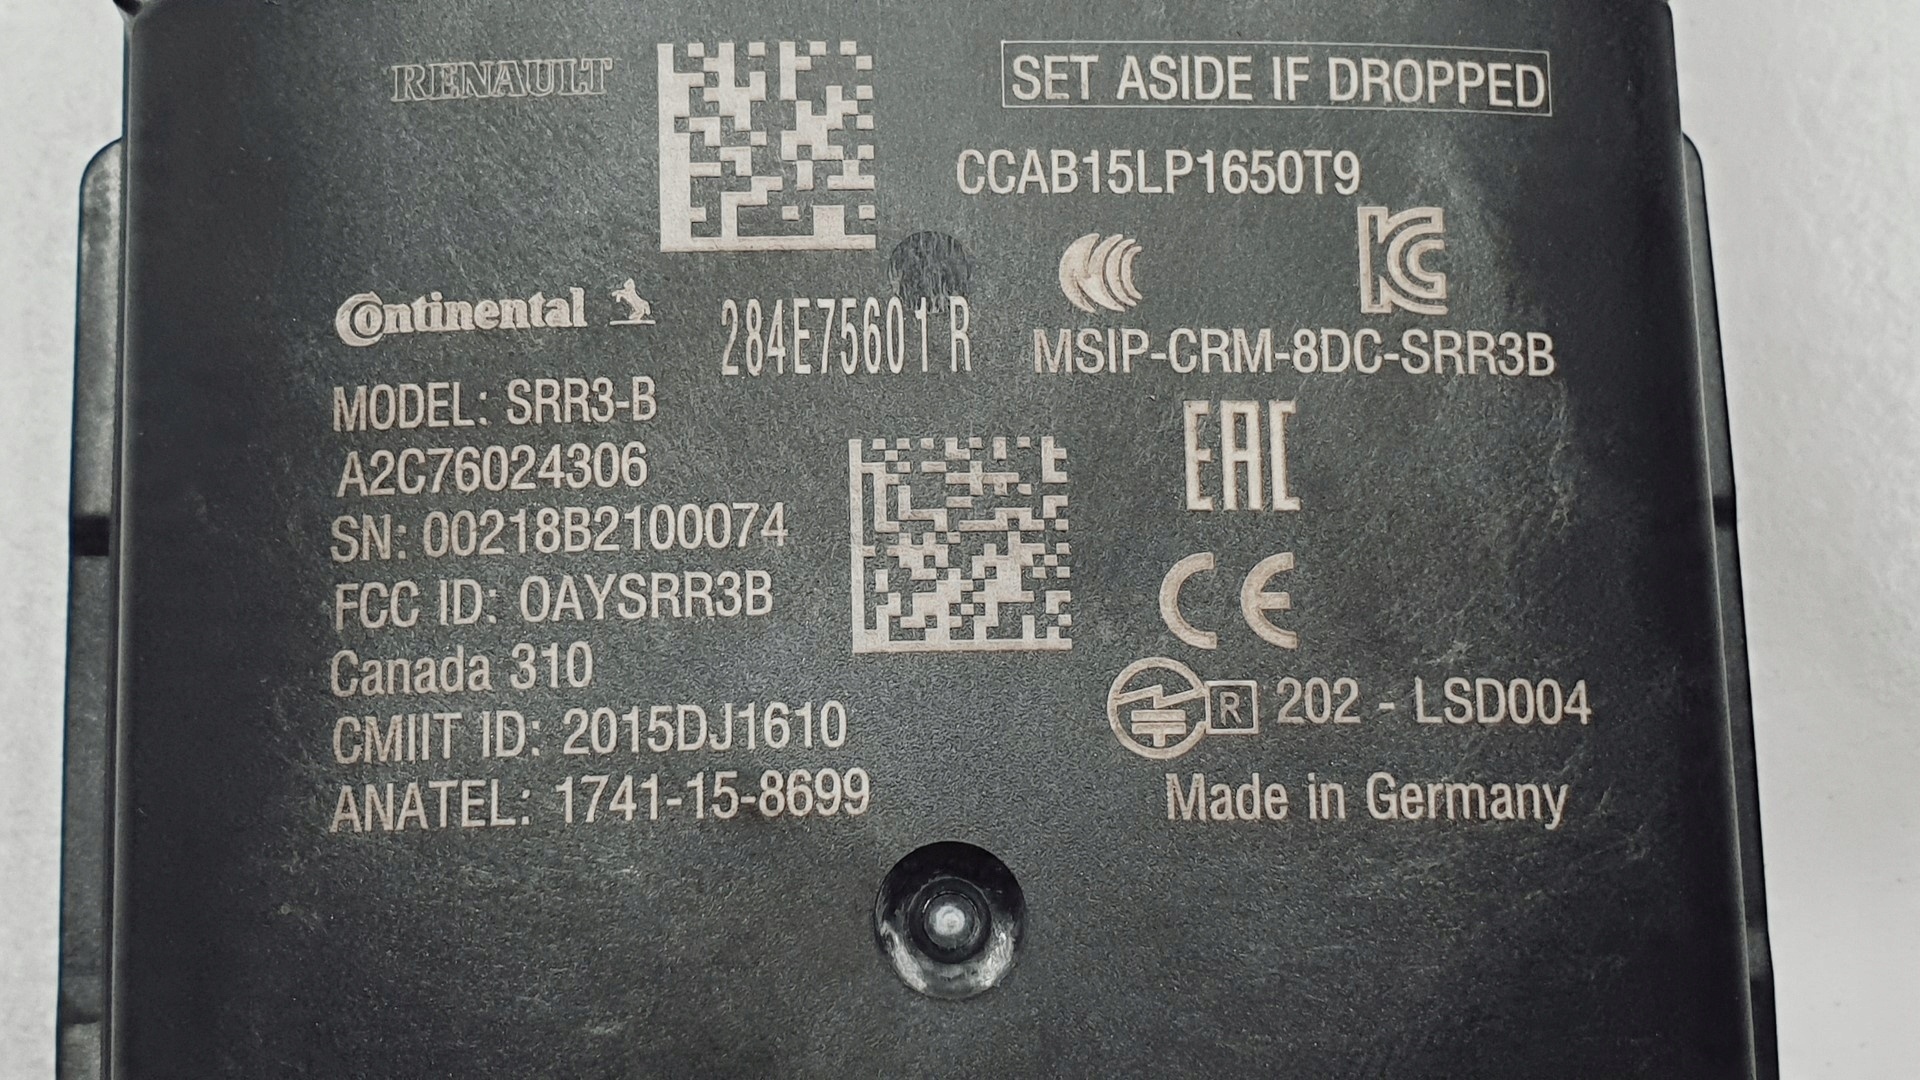 RENAULT
SET ASIDE IF DROPPED
CCAB15LP1650T9
Continental
284E75601R
MSIP-CRM-8DC-SRR3B
MODEL: SRR3-B
A2C76024306
EAC
SN: 00218B2100074
FCC ID: OAYSRR3B
CE
Canada 310
R 202 - LSD004
CMIIT ID: 2015DJ1610
ANATEL: 1741-15-8699
Made in Germany